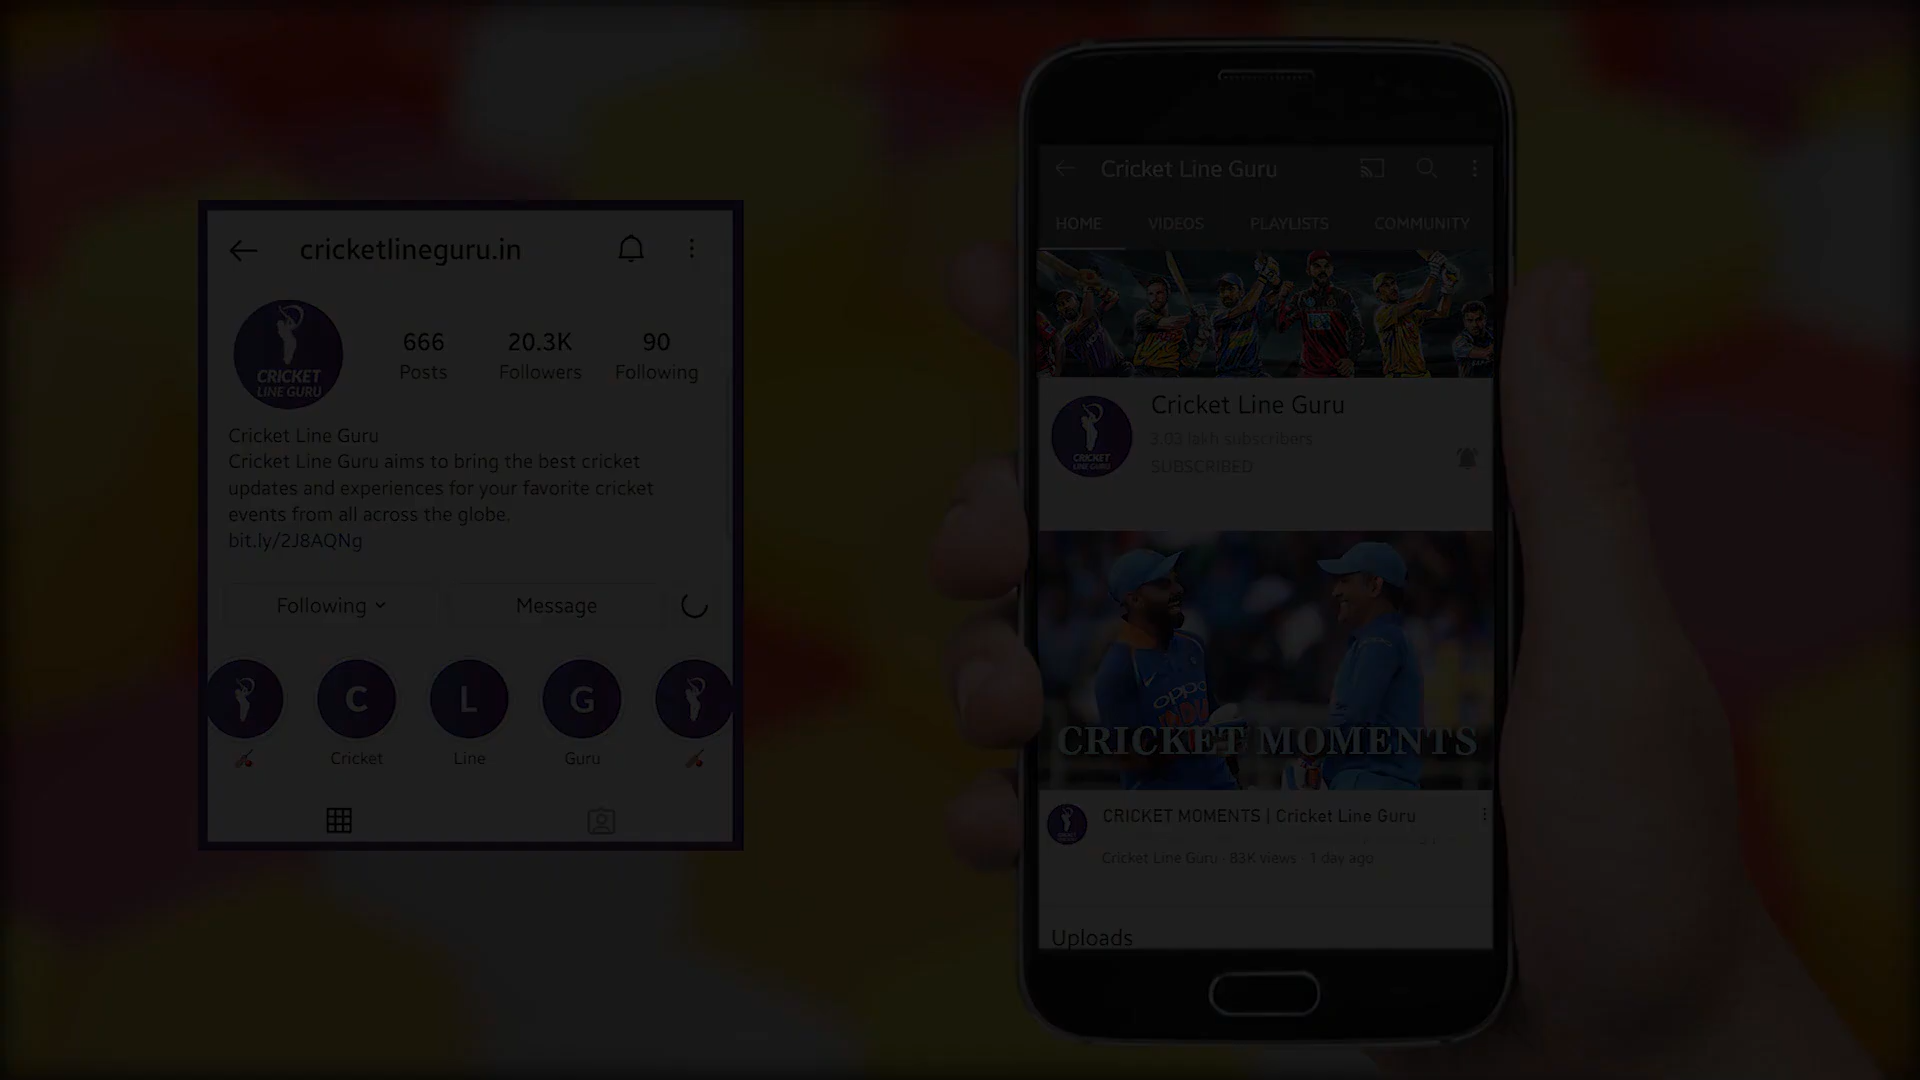 cricketlineguru.in
CRICKET
LINE GURU
666
Posts
20.3K
Followers
90
Following
Cricket Line Guru
Cricket Line Guru aims to bring the best cricket
updates and experiences for your favorite cricket
events from all across the globe.
bit.ly/2J8AQNg
Following
Message
C
L
G
Cricket
Line
Guru
Cricket Line Guru
HOME
VIDEOS
PLAYLISTS
COMMUNITY
Cricket Line Guru
3.03 lakh subscribers
SUBSCRIBED
CRICKET
LINE GURU
oppo
CRICKET MOMENTS
CRICKET MOMENTS | Cricket Line Guru
Cricket Line Guru · 83K views · 1 day ago
Uploads